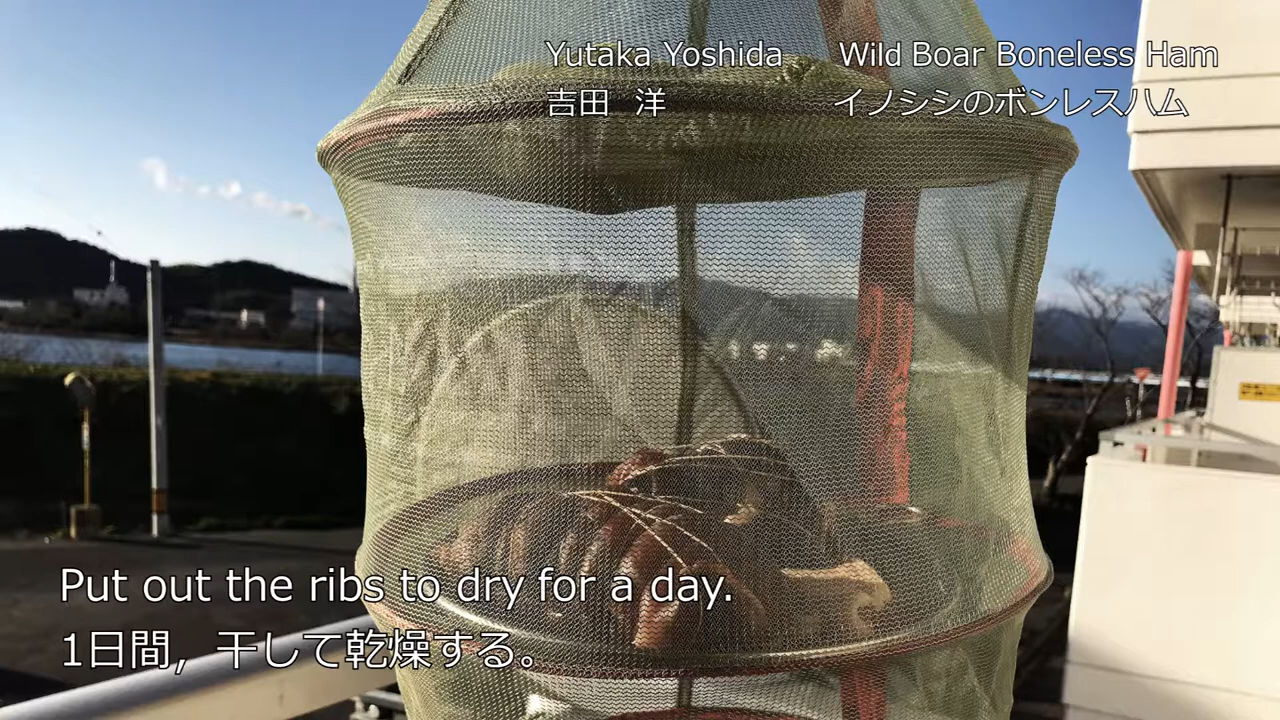 Yutaka Yoshida
Wild Boar Boneless Ham
吉田 洋
イノシシのボンレスハム
Put out the ribs to dry for a day.
1日間, 干して乾燥する。